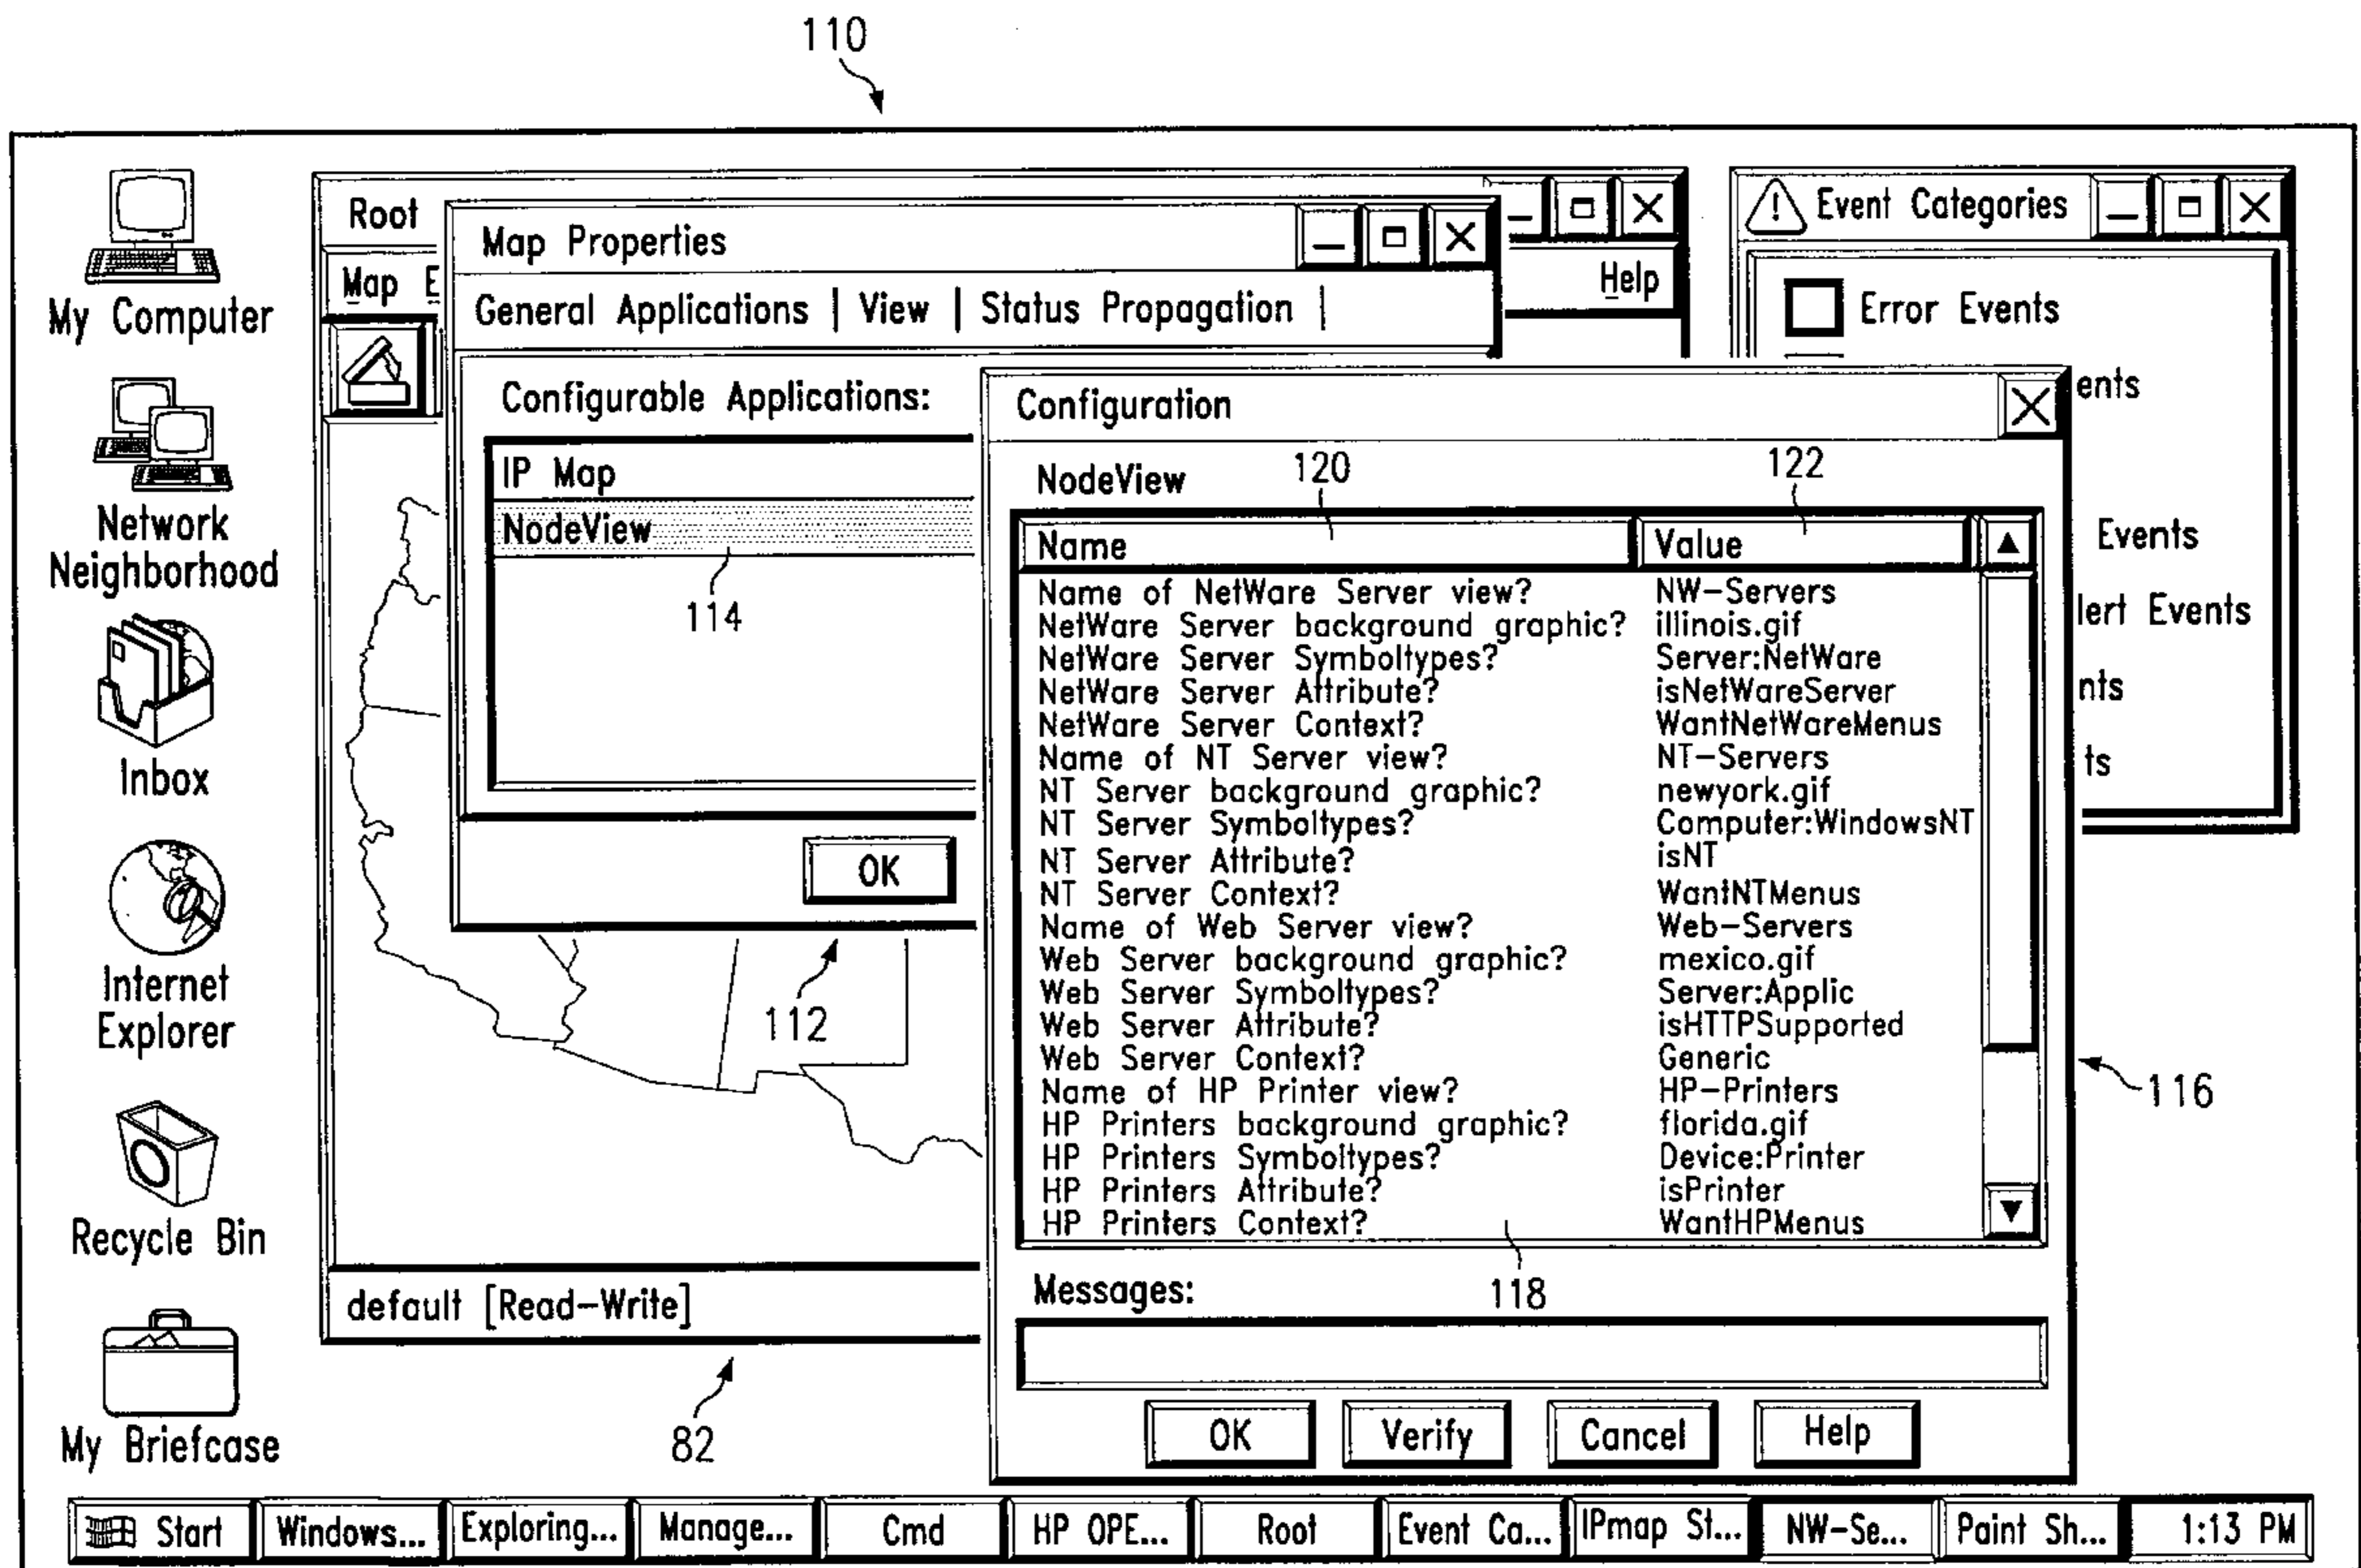 110
My Computer
Network
Neighborhood
Inbox
Internet
Explorer
Recycle Bin
My Briefcase
Root
Map E
Help
Map Properties
General Applications | View | Status Propagation |
Configurable Applications:
IP Map
NodeView
114
OK
112
default [Read-Write]
82
Event Categories
Error Events
ents
Events
lert Events
nts
ts
Configuration
NodeView
120
122
Name Value
Name of NetWare Server view? NW-Servers
NetWare Server background graphic? illinois.gif
NetWare Server Symboltypes? Server:NetWare
NetWare Server Attribute? isNetWareServer
NetWare Server Context? WantNetWareMenus
Name of NT Server view? NT-Servers
NT Server background graphic? newyork.gif
NT Server Symboltypes? Computer:WindowsNT
NT Server Attribute? isNT
NT Server Context? WantNTMenus
Name of Web Server view? Web-Servers
Web Server background graphic? mexico.gif
Web Server Symboltypes? Server:Applic
Web Server Attribute? isHTTPSupported
Web Server Context? Generic
Name of HP Printer view? HP-Printers
HP Printers background graphic? florida.gif
HP Printers Symboltypes? Device:Printer
HP Printers Attribute? isPrinter
HP Printers Context? WantHPMenus
116
118
Messages:
OK Verify Cancel Help
Start Windows... Exploring... Manage... Cmd HP OPE... Root Event Ca... IPmap St... NW-Se... Paint Sh... 1:13 PM